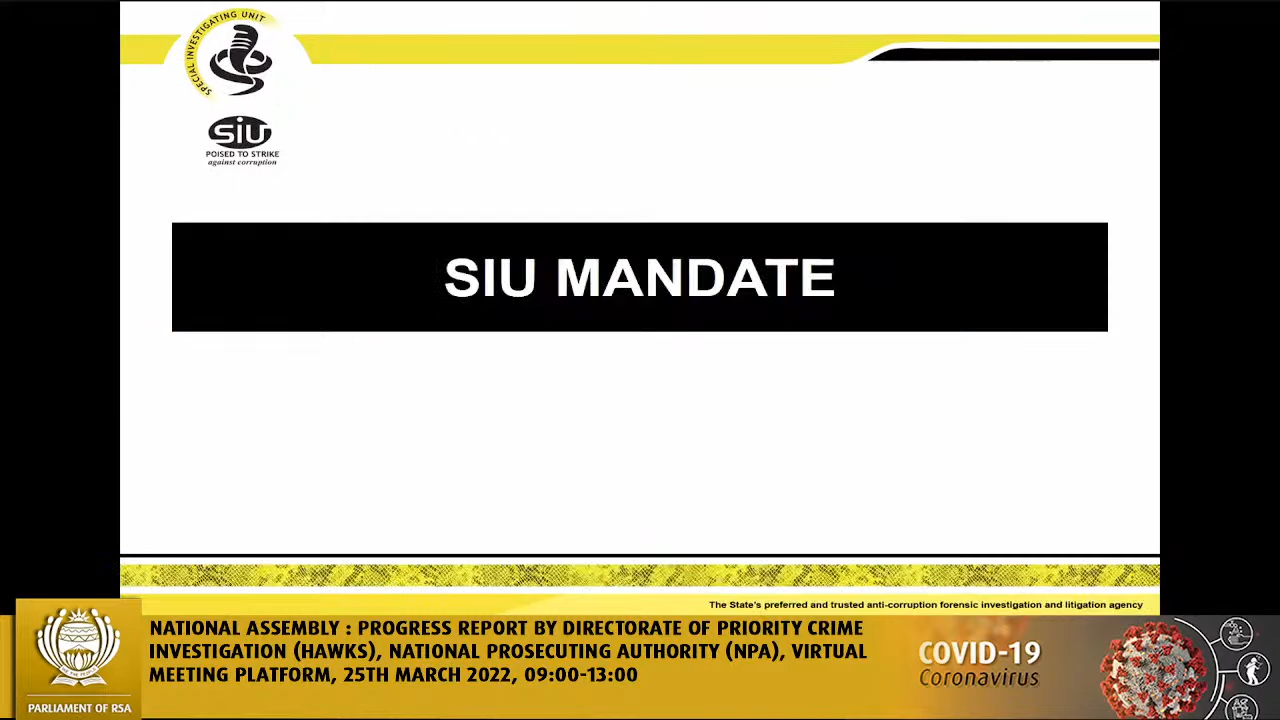 SPECIAL INVESTIGATING UNIT
SIU
POISED TO STRIKE
against corruption
SIU MANDATE
The State's preferred and trusted anti-corruption forensic investigation and litigation agency
NATIONAL ASSEMBLY : PROGRESS REPORT BY DIRECTORATE OF PRIORITY CRIME
INVESTIGATION (HAWKS), NATIONAL PROSECUTING AUTHORITY (NPA), VIRTUAL
MEETING PLATFORM, 25TH MARCH 2022, 09:00-13:00
PARLIAMENT OF RSA
COVID-19
Coronavirus